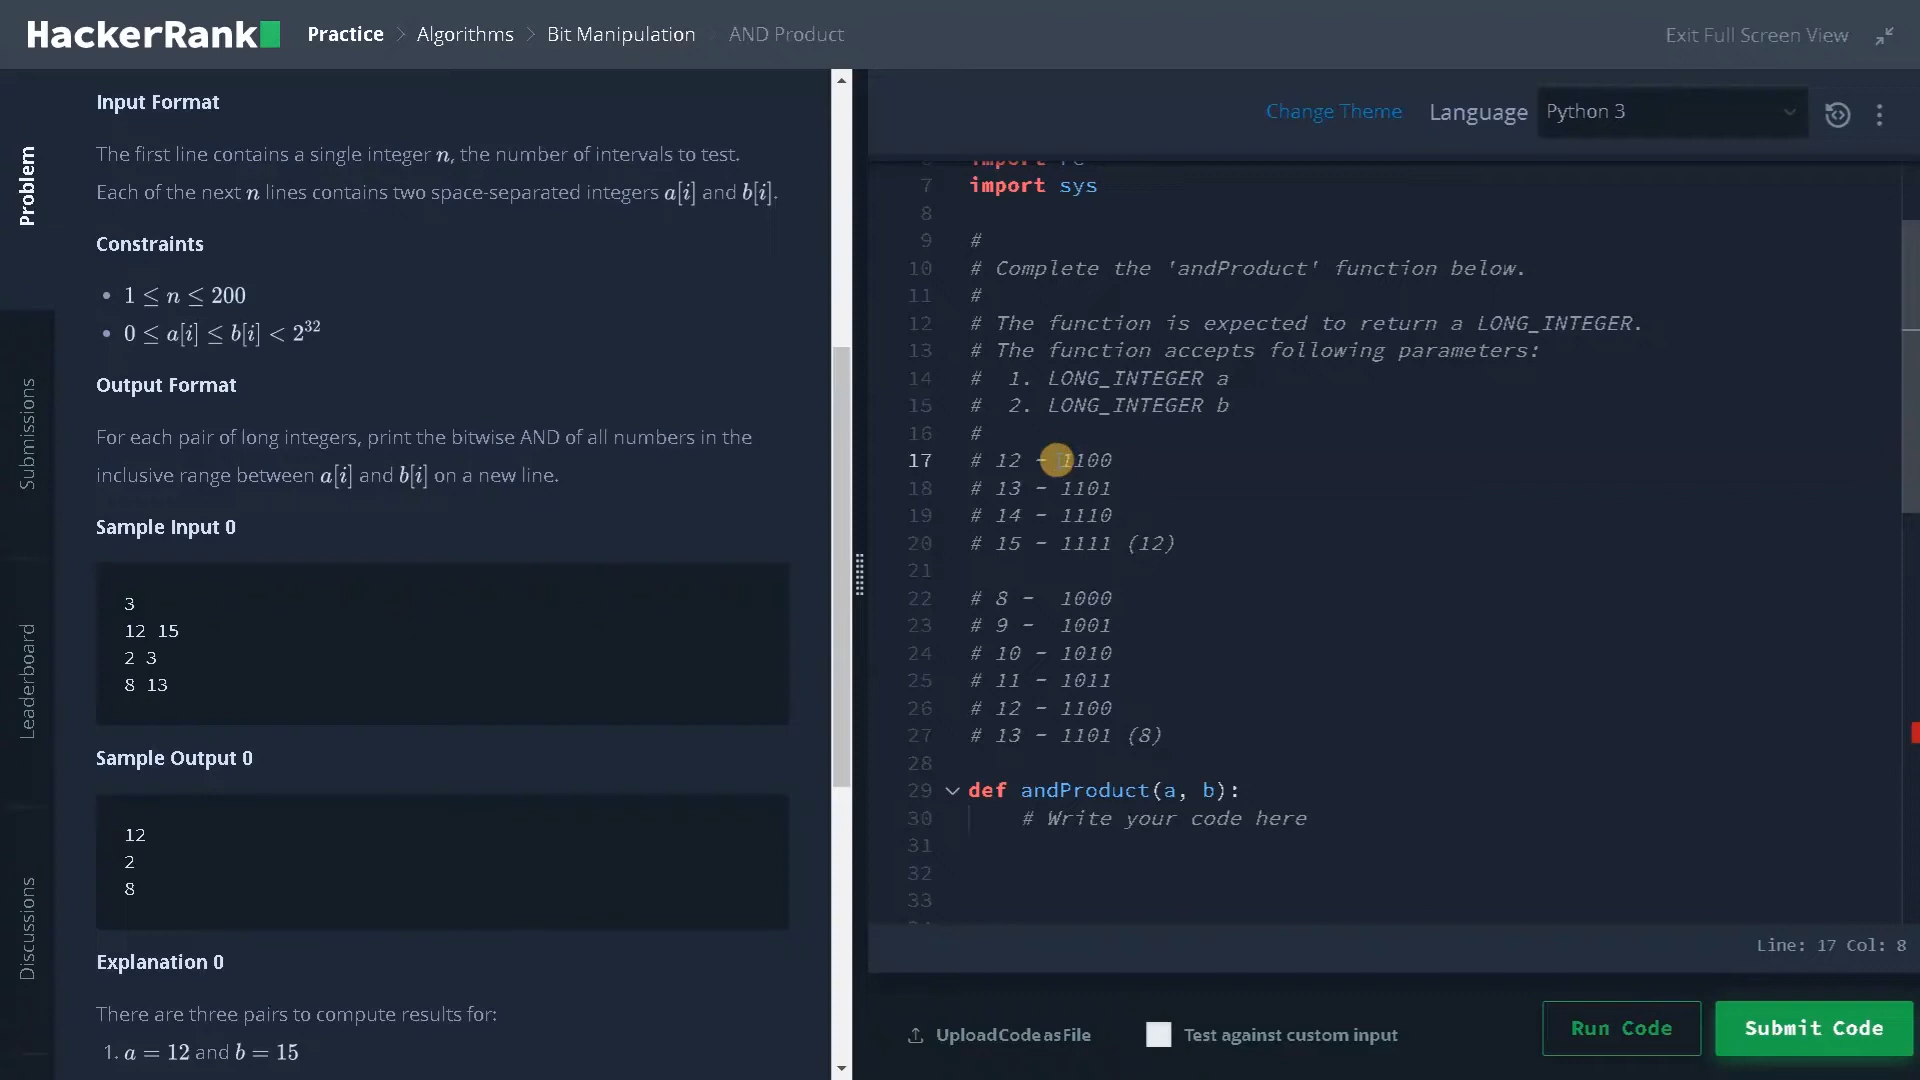 HackerRank
Practice > Algorithms > Bit Manipulation > AND Product
Exit Full Screen View
Problem
Submissions
Leaderboard
Discussions
Input Format
The first line contains a single integer n, the number of intervals to test.
Each of the next n lines contains two space-separated integers a[i] and b[i].
Constraints
• 1 ≤ n ≤ 200
• 0 ≤ a[i] ≤ b[i] < 2^32
Output Format
For each pair of long integers, print the bitwise AND of all numbers in the
inclusive range between a[i] and b[i] on a new line.
Sample Input 0
3
12 15
2 3
8 13
Sample Output 0
12
2
8
Explanation 0
There are three pairs to compute results for:
1. a = 12 and b = 15
Change Theme
Language
Python 3
import re
7 import sys
8
9 #
10 # Complete the 'andProduct' function below.
11 #
12 # The function is expected to return a LONG_INTEGER.
13 # The function accepts following parameters:
14 #  1. LONG_INTEGER a
15 #  2. LONG_INTEGER b
16 #
17 # 12 - 1100
18 # 13 - 1101
19 # 14 - 1110
20 # 15 - 1111 (12)
21
22 # 8 -  1000
23 # 9 -  1001
24 # 10 - 1010
25 # 11 - 1011
26 # 12 - 1100
27 # 13 - 1101 (8)
28
29 def andProduct(a, b):
30     # Write your code here
31
32
33
Line: 17 Col: 8
Upload Code as File
Test against custom input
Run Code
Submit Code